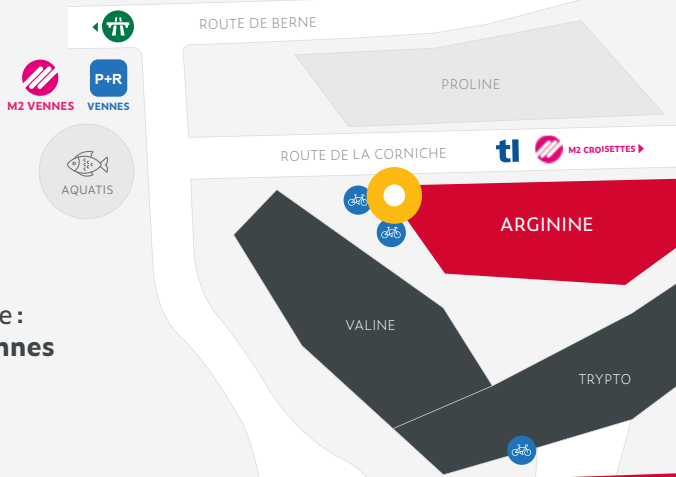 ROUTE DE BERNE
P+R
M2 VENNES
VENNES
PROLINE
ROUTE DE LA CORNICHE
tl
M2 CROISETTES
AQUATIS
ARGININE
e:
nnes
VALINE
TRYPTO